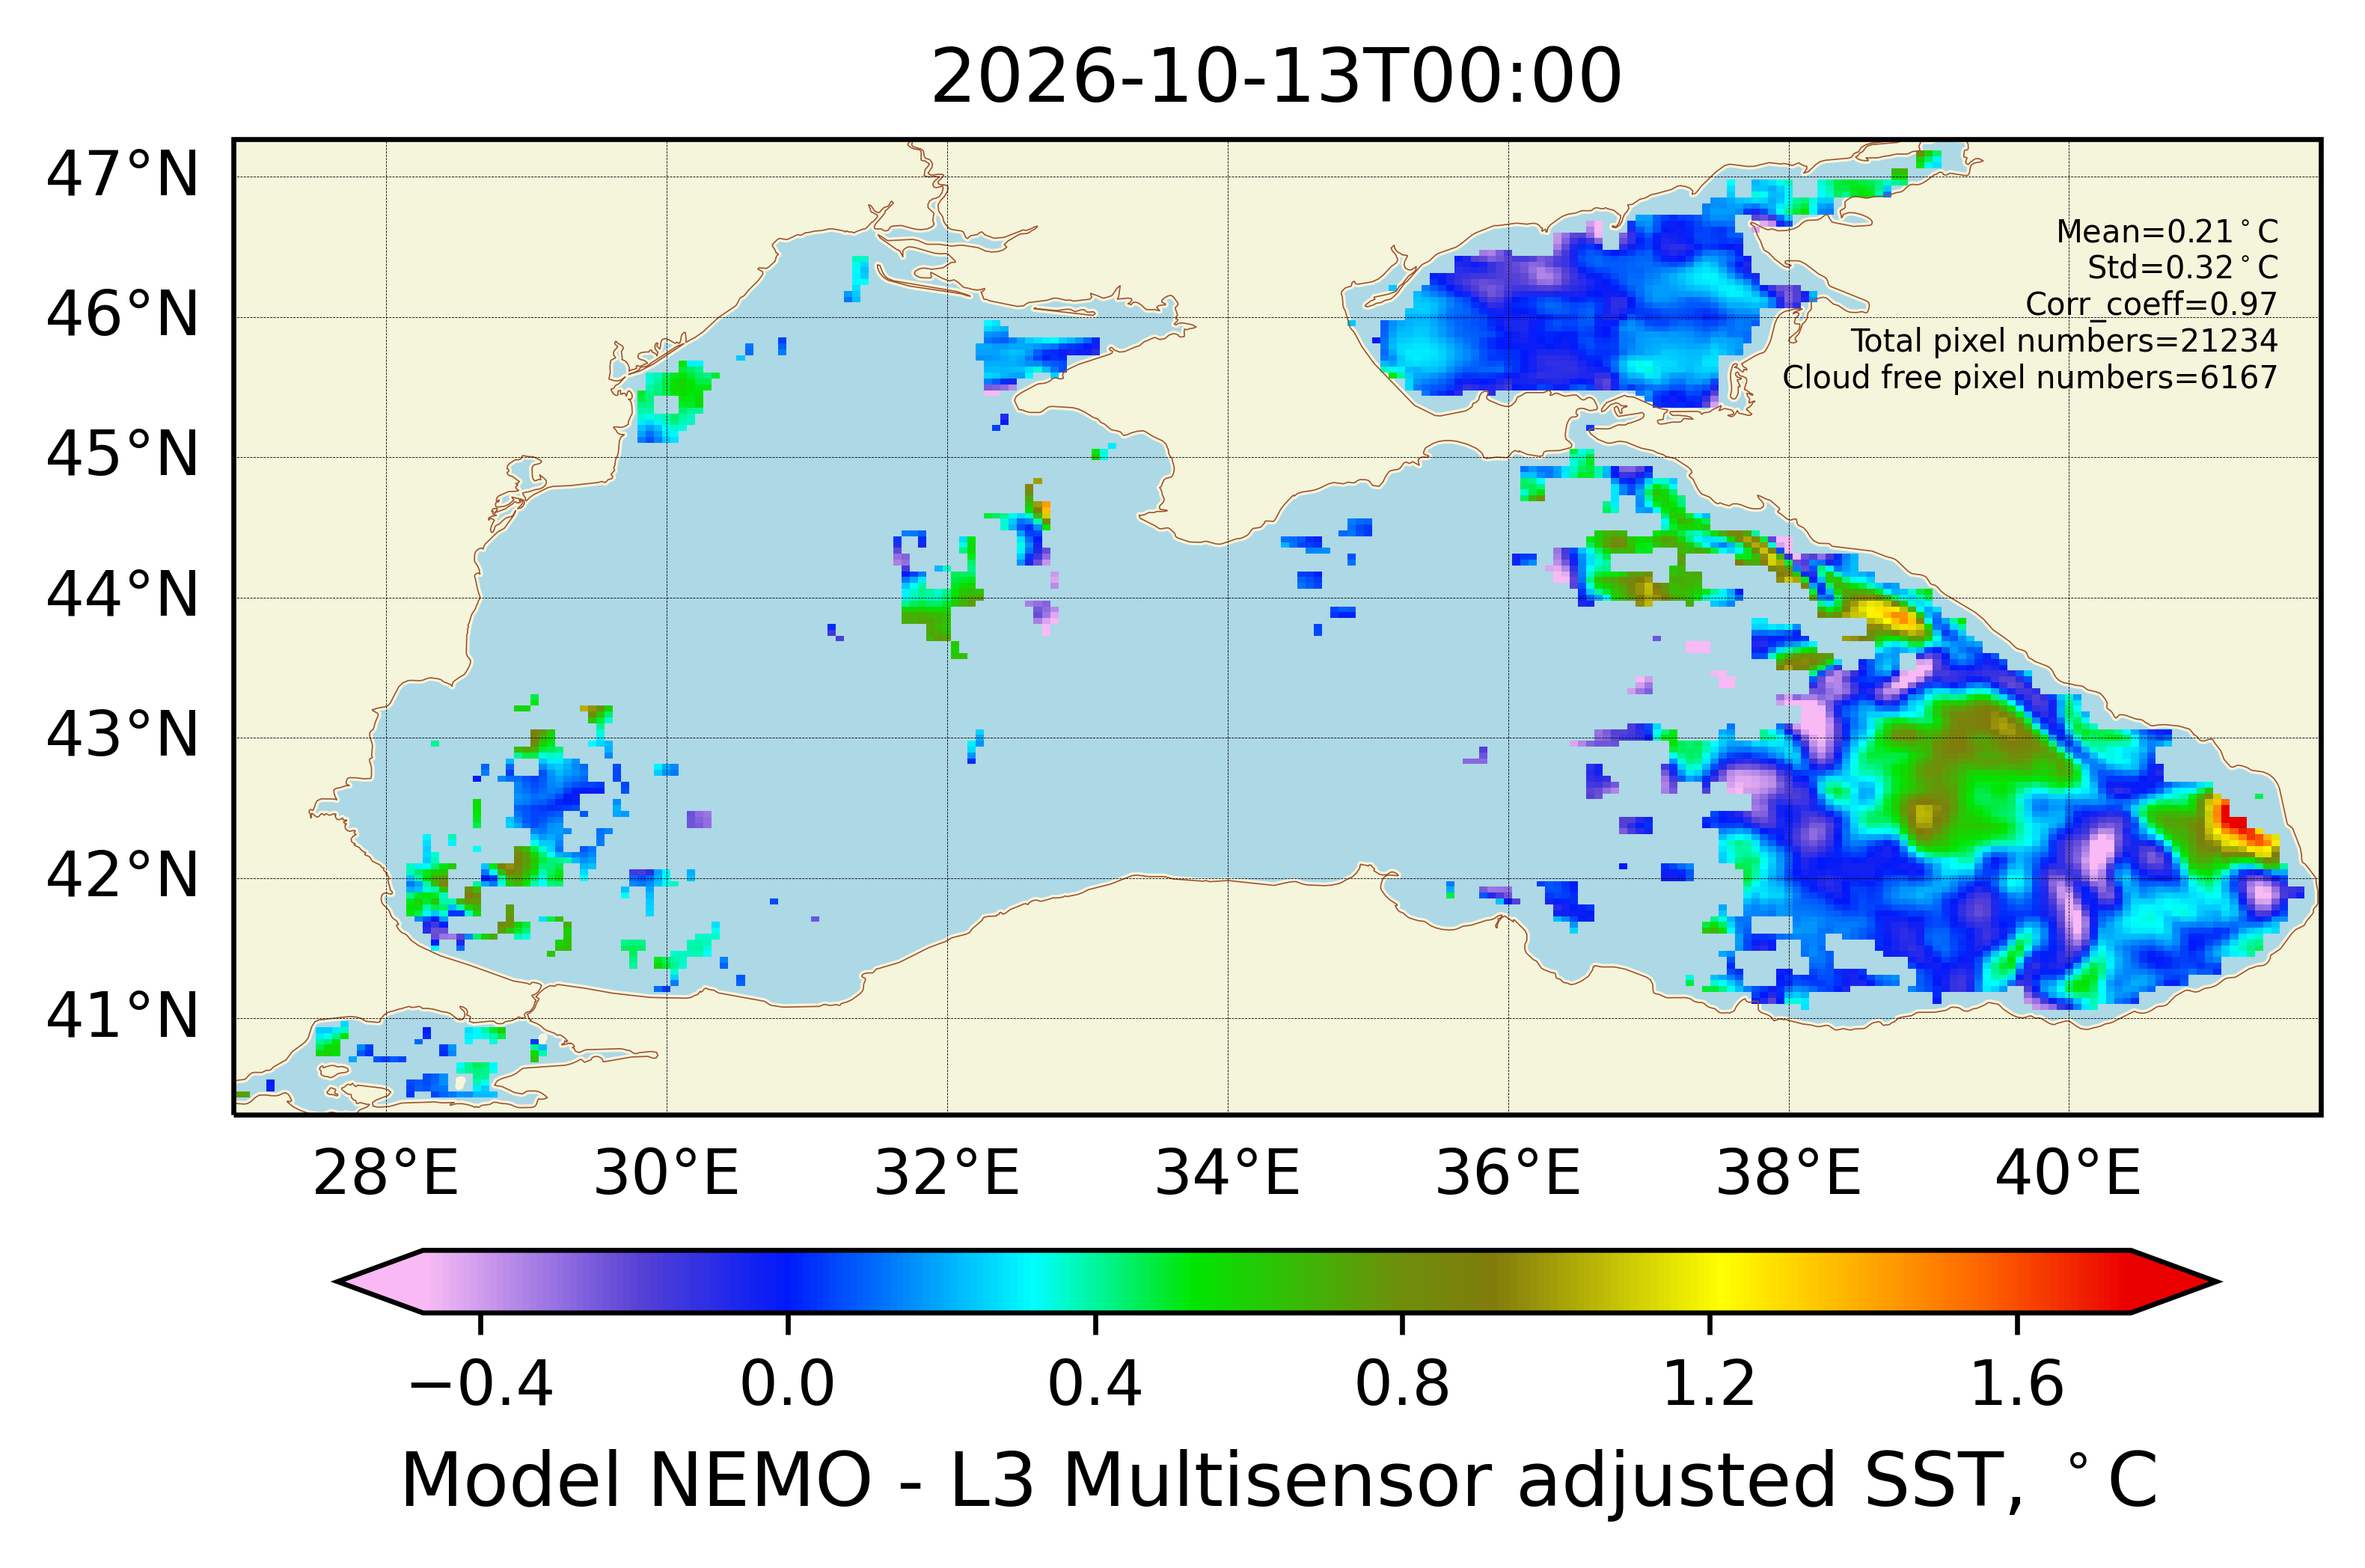 2026-10-13T00:00
47°N
46°N
45°N
44°N
43°N
42°N
41°N
Mean=0.21°C
Std=0.32°C
Corr_coeff=0.97
Total pixel numbers=21234
Cloud free pixel numbers=6167
28°E 30°E 32°E 34°E 36°E 38°E 40°E
−0.4 0.0 0.4 0.8 1.2 1.6
Model NEMO - L3 Multisensor adjusted SST, °C